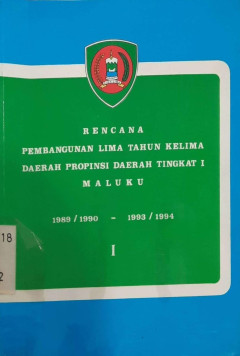 RENCANA
PEMBANGUNAN LIMA TAHUN KELIMA
DAERAH PROPINSI DAERAH TINGKAT I
MALUKU
1989/1990 - 1993/1994
I
18
2